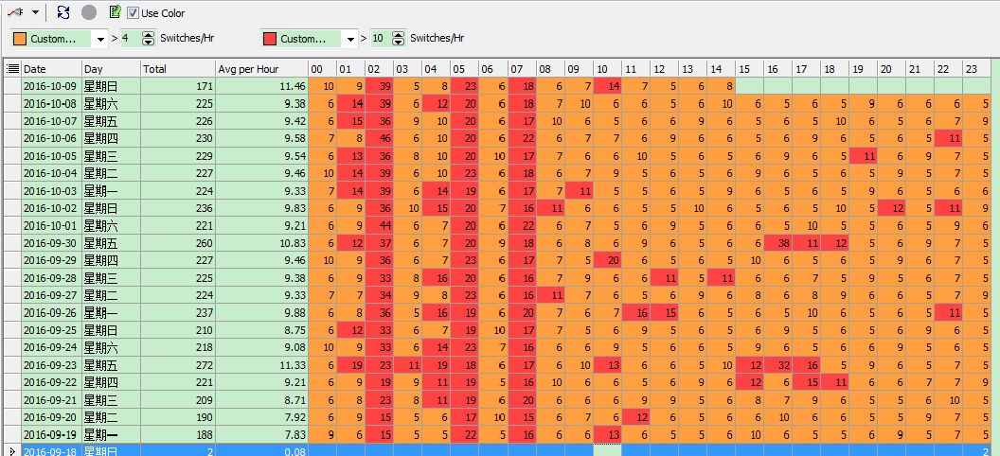 Use Color
Custom... > 4 Switches/Hr Custom... > 10 Switches/Hr
Date Day Total Avg per Hour 00 01 02 03 04 05 06 07 08 09 10 11 12 13 14 15 16 17 18 19 20 21 22 23
2016-10-09 星期日 171 11.46 10 9 39 5 8 23 6 18 6 7 14 7 5 6 8
2016-10-08 星期六 225 9.38 6 14 39 6 12 20 6 18 7 10 6 6 5 5 9 6 5 6 5 9 6 6 6 5
2016-10-07 星期五 226 9.42 6 15 36 9 10 20 6 17 10 6 5 6 6 9 6 5 6 5 10 6 5 6 7 9
2016-10-06 星期四 230 9.58 7 8 46 6 10 20 6 22 6 7 7 6 9 5 6 5 6 9 6 5 6 5 11 5
2016-10-05 星期三 229 9.54 6 13 36 8 10 20 10 17 7 6 6 10 5 5 6 7 6 9 5 11 6 9 7 5
2016-10-04 星期二 227 9.46 10 14 39 6 10 23 6 18 6 7 9 5 6 5 6 9 6 5 6 5 9 5 7 5
2016-10-03 星期一 224 9.33 7 14 39 6 14 19 6 17 7 11 5 5 5 5 6 9 5 6 5 6 9 5 6 5
2016-10-02 星期日 236 9.83 6 9 36 10 15 20 7 16 11 6 6 5 5 10 6 5 6 5 10 5 12 5 11 9
2016-10-01 星期六 221 9.21 6 9 44 6 7 20 6 22 6 7 5 6 9 5 6 6 5 10 5 5 6 5 9 6
2016-09-30 星期五 260 10.83 6 12 37 6 7 20 9 18 6 8 6 9 6 5 6 6 38 11 12 5 6 9 6 5
2016-09-29 星期四 227 9.46 10 9 36 6 7 23 6 17 7 5 20 6 5 5 5 10 6 5 6 5 9 6 7 5
2016-09-28 星期三 225 9.38 6 9 33 8 16 20 6 16 7 9 6 6 11 5 11 6 6 7 5 9 5 6 7 5
2016-09-27 星期二 224 9.33 7 7 34 9 8 23 6 16 11 7 6 5 6 9 6 8 6 8 9 6 5 6 7 9
2016-09-26 星期一 237 9.88 6 8 36 5 16 19 6 20 7 6 7 16 15 6 5 6 5 10 6 5 6 5 11 5
2016-09-25 星期日 210 8.75 6 12 33 6 7 19 10 17 7 5 6 9 5 6 5 6 9 5 6 5 9 6 5 5
2016-09-24 星期六 218 9.08 10 9 33 6 14 23 7 16 6 6 9 5 6 5 6 9 5 6 5 6 9 5 7 5
2016-09-23 星期五 272 11.33 6 19 23 11 19 18 6 17 6 10 13 6 6 5 10 12 32 16 5 9 6 5 7 5
2016-09-22 星期四 221 9.21 6 9 19 9 11 19 5 16 10 6 6 5 9 6 5 12 6 15 11 6 6 7 7 9
2016-09-21 星期三 209 8.71 6 8 23 8 11 19 6 20 6 6 6 9 5 9 5 6 8 7 9 6 5 6 10 5
2016-09-20 星期二 190 7.92 6 9 15 5 6 17 10 15 6 7 6 12 6 5 5 6 10 6 6 5 5 9 7 5
2016-09-19 星期一 188 7.83 9 6 15 5 5 22 5 16 6 6 13 6 5 5 5 10 6 5 5 6 9 5 7 5
2016-09-18 星期日 2 0.08 2